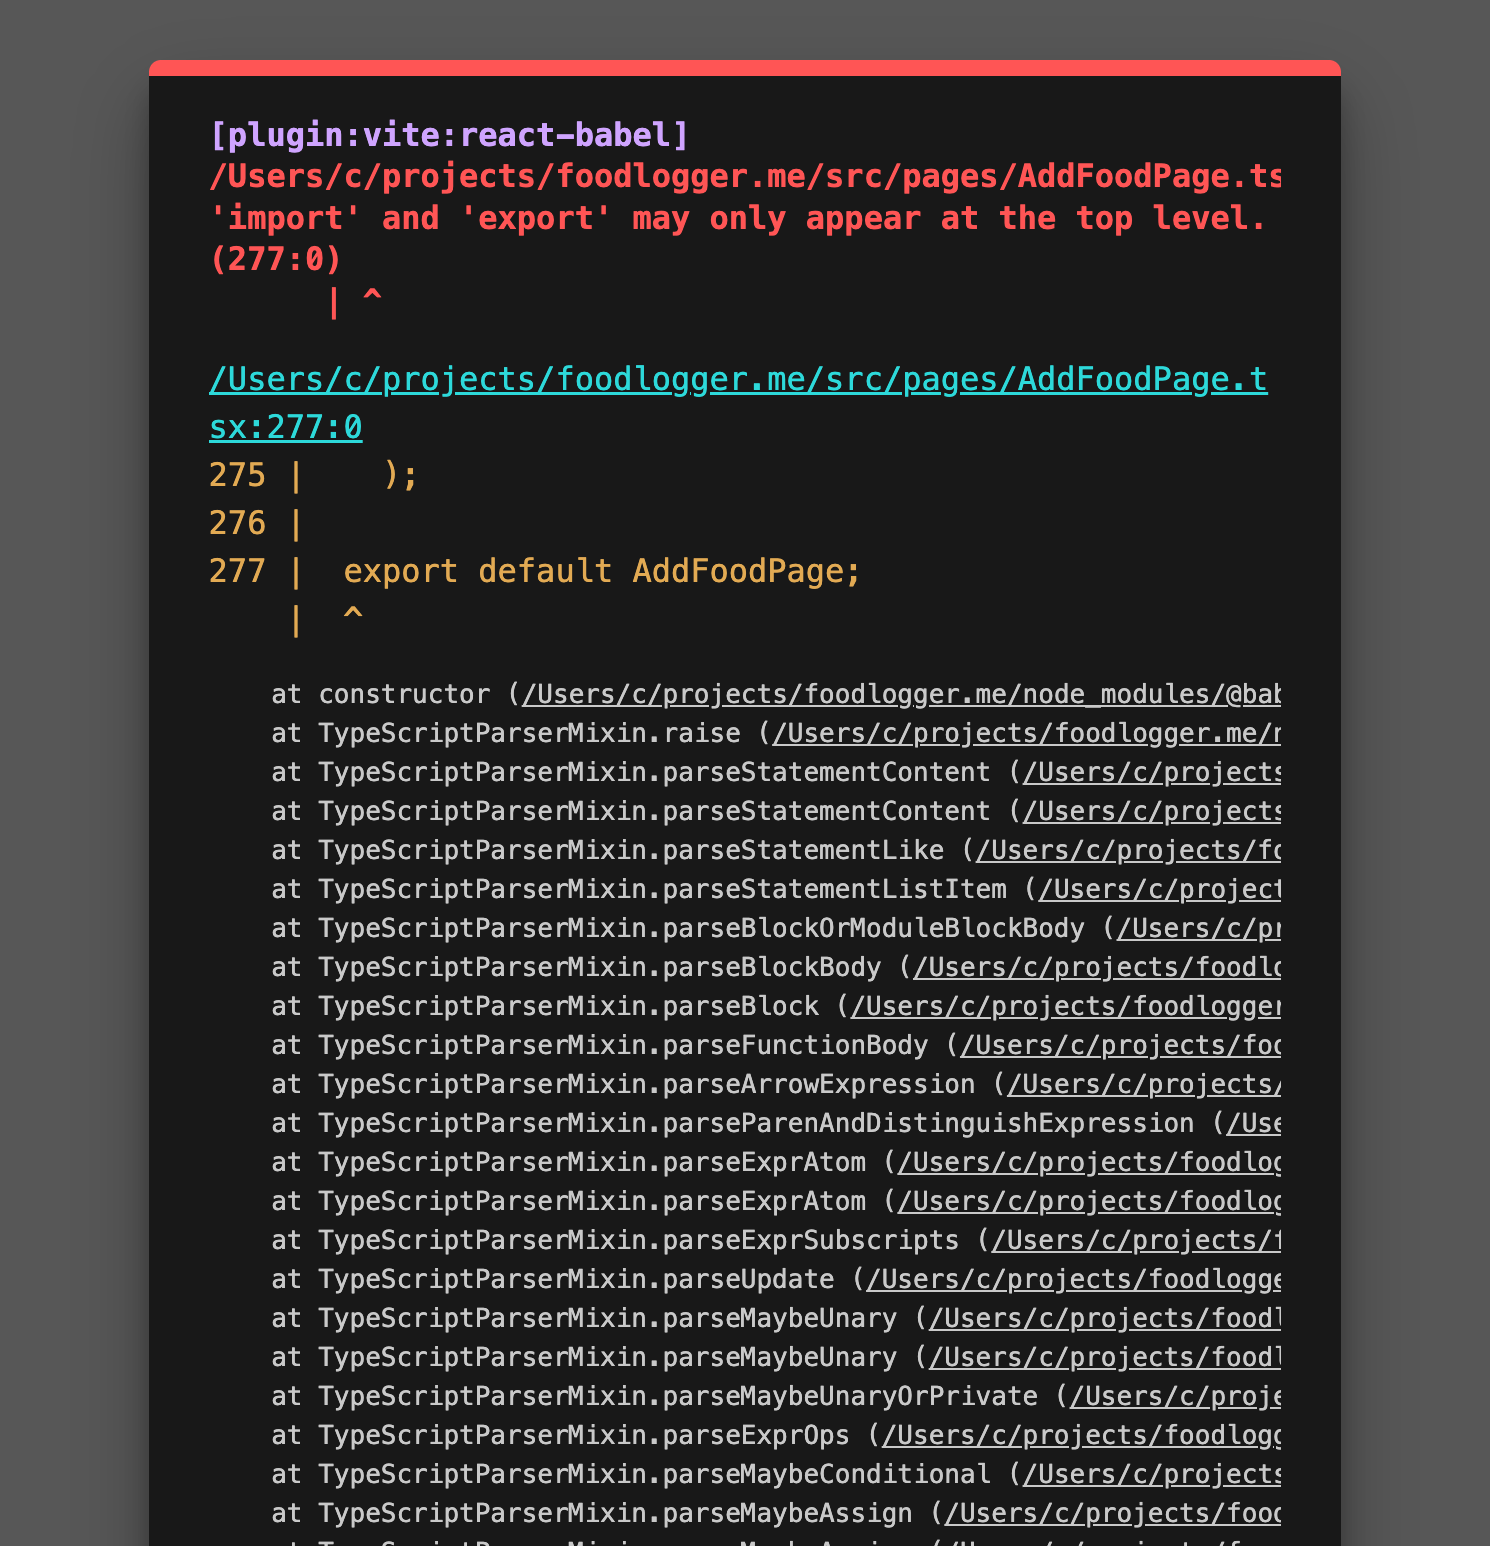 [plugin:vite:react-babel]
/Users/c/projects/foodlogger.me/src/pages/AddFoodPage.ts
'import' and 'export' may only appear at the top level.
(277:0)
| ^
/Users/c/projects/foodlogger.me/src/pages/AddFoodPage.t
sx:277:0
275 |    );
276 |
277 |  export default AddFoodPage;
|  ^
at constructor (/Users/c/projects/foodlogger.me/node_modules/@bab
at TypeScriptParserMixin.raise (/Users/c/projects/foodlogger.me/n
at TypeScriptParserMixin.parseStatementContent (/Users/c/projects
at TypeScriptParserMixin.parseStatementContent (/Users/c/projects
at TypeScriptParserMixin.parseStatementLike (/Users/c/projects/fo
at TypeScriptParserMixin.parseStatementListItem (/Users/c/project
at TypeScriptParserMixin.parseBlockOrModuleBlockBody (/Users/c/pr
at TypeScriptParserMixin.parseBlockBody (/Users/c/projects/foodlo
at TypeScriptParserMixin.parseBlock (/Users/c/projects/foodlogger
at TypeScriptParserMixin.parseFunctionBody (/Users/c/projects/foo
at TypeScriptParserMixin.parseArrowExpression (/Users/c/projects/
at TypeScriptParserMixin.parseParenAndDistinguishExpression (/Use
at TypeScriptParserMixin.parseExprAtom (/Users/c/projects/foodlog
at TypeScriptParserMixin.parseExprAtom (/Users/c/projects/foodlog
at TypeScriptParserMixin.parseExprSubscripts (/Users/c/projects/f
at TypeScriptParserMixin.parseUpdate (/Users/c/projects/foodlogge
at TypeScriptParserMixin.parseMaybeUnary (/Users/c/projects/foodl
at TypeScriptParserMixin.parseMaybeUnary (/Users/c/projects/foodl
at TypeScriptParserMixin.parseMaybeUnaryOrPrivate (/Users/c/proje
at TypeScriptParserMixin.parseExprOps (/Users/c/projects/foodlogg
at TypeScriptParserMixin.parseMaybeConditional (/Users/c/projects
at TypeScriptParserMixin.parseMaybeAssign (/Users/c/projects/food